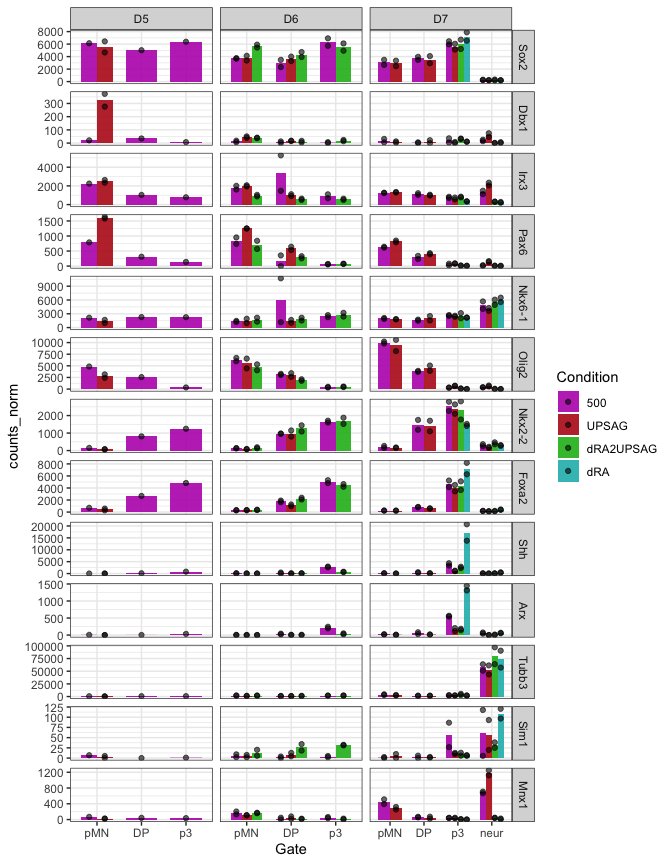 D5 D6 D7
8000
6000
4000
2000
0
Sox2
300
200
100
0
Dbx1
4000
2000
0
Irx3
1500
1000
500
0
Pax6
9000
6000
3000
0
Nkx6-1
10000
7500
5000
2500
0
Olig2
2000
1000
0
Nkx2-2
8000
6000
4000
2000
0
Foxa2
20000
15000
10000
5000
0
Shh
1500
1000
500
0
Arx
100000
75000
50000
25000
0
Tubb3
125
100
75
50
25
0
Sim1
1200
800
400
0
Mnx1
counts_norm
pMN DP p3 pMN DP p3 pMN DP p3 neur
Gate
Condition
500
UPSAG
dRA2UPSAG
dRA